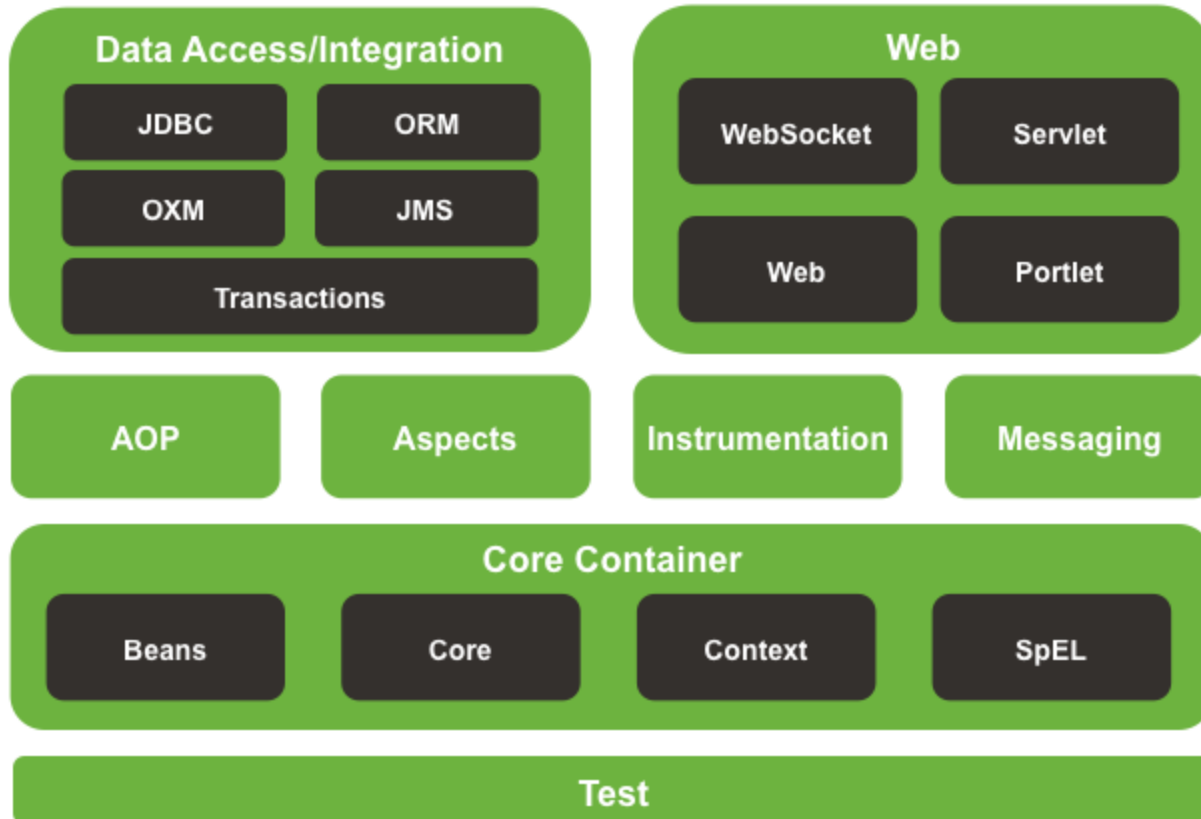 Data Access/Integration
JDBC
ORM
OXM
JMS
Transactions
Web
WebSocket
Servlet
Web
Portlet
AOP
Aspects
Instrumentation
Messaging
Core Container
Beans
Core
Context
SpEL
Test